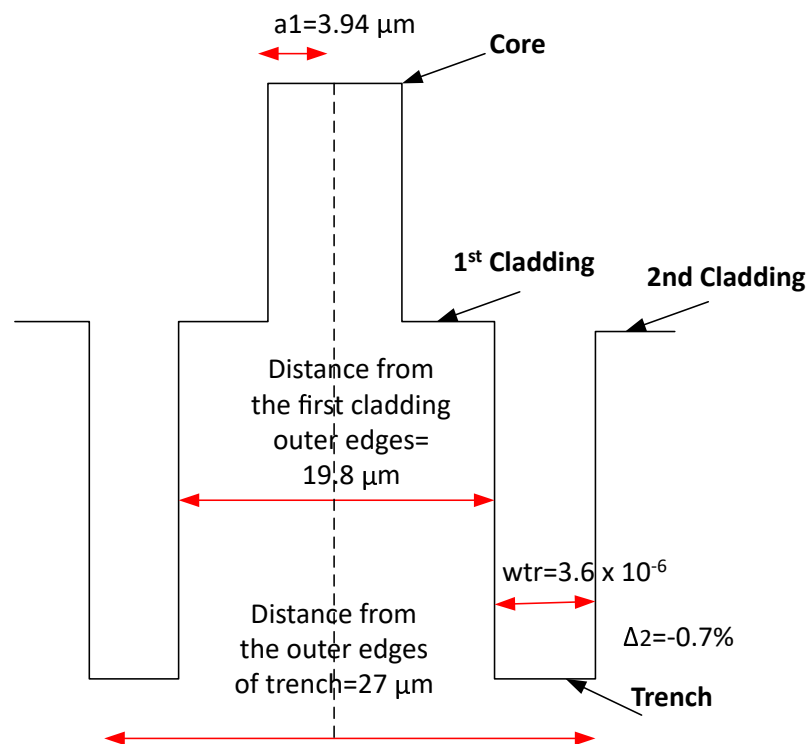 a1=3.94 µm
Core
1st Cladding
2nd Cladding
Distance from
the first cladding
outer edges=
19.8 µm
wtr=3.6 x 10-6
Distance from
the outer edges
of trench=27 µm
Δ2=-0.7%
Trench